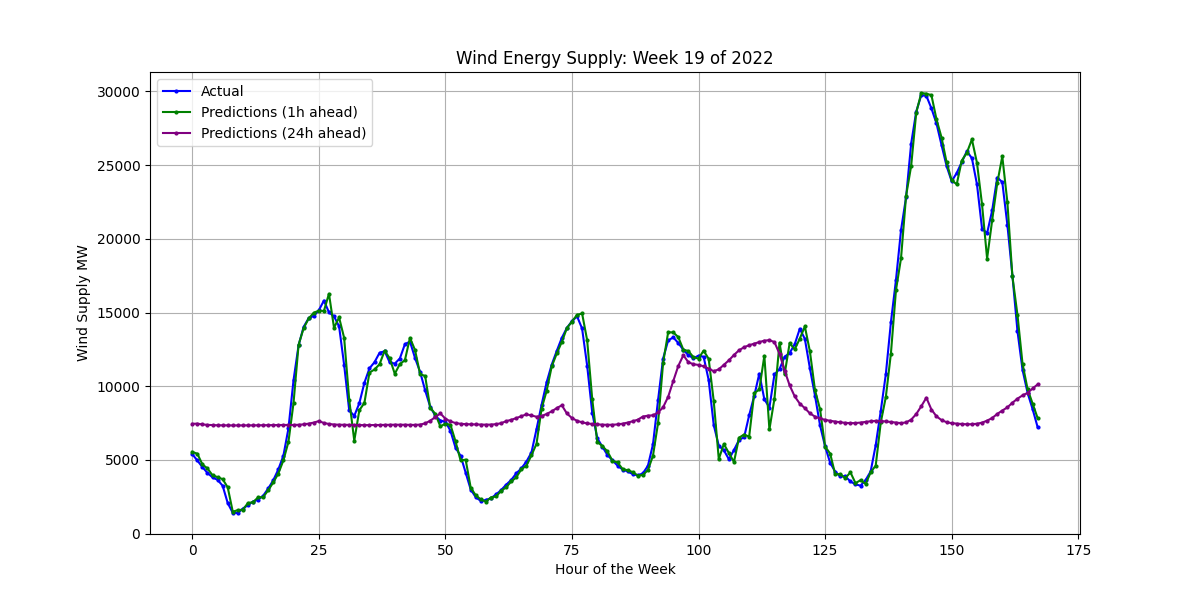 Wind Energy Supply: Week 19 of 2022
Actual
Predictions (1h ahead)
Predictions (24h ahead)
30000
25000
20000
15000
10000
5000
0
Wind Supply MW
0 25 50 75 100 125 150 175
Hour of the Week